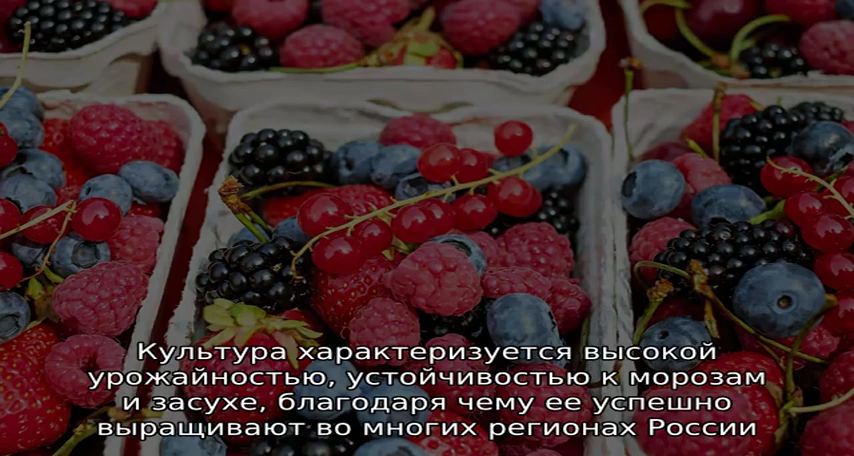 Культура характеризуется высокой
урожайностью, устойчивостью к морозам
и засухе, благодаря чему ее успешно
выращивают во многих регионах России